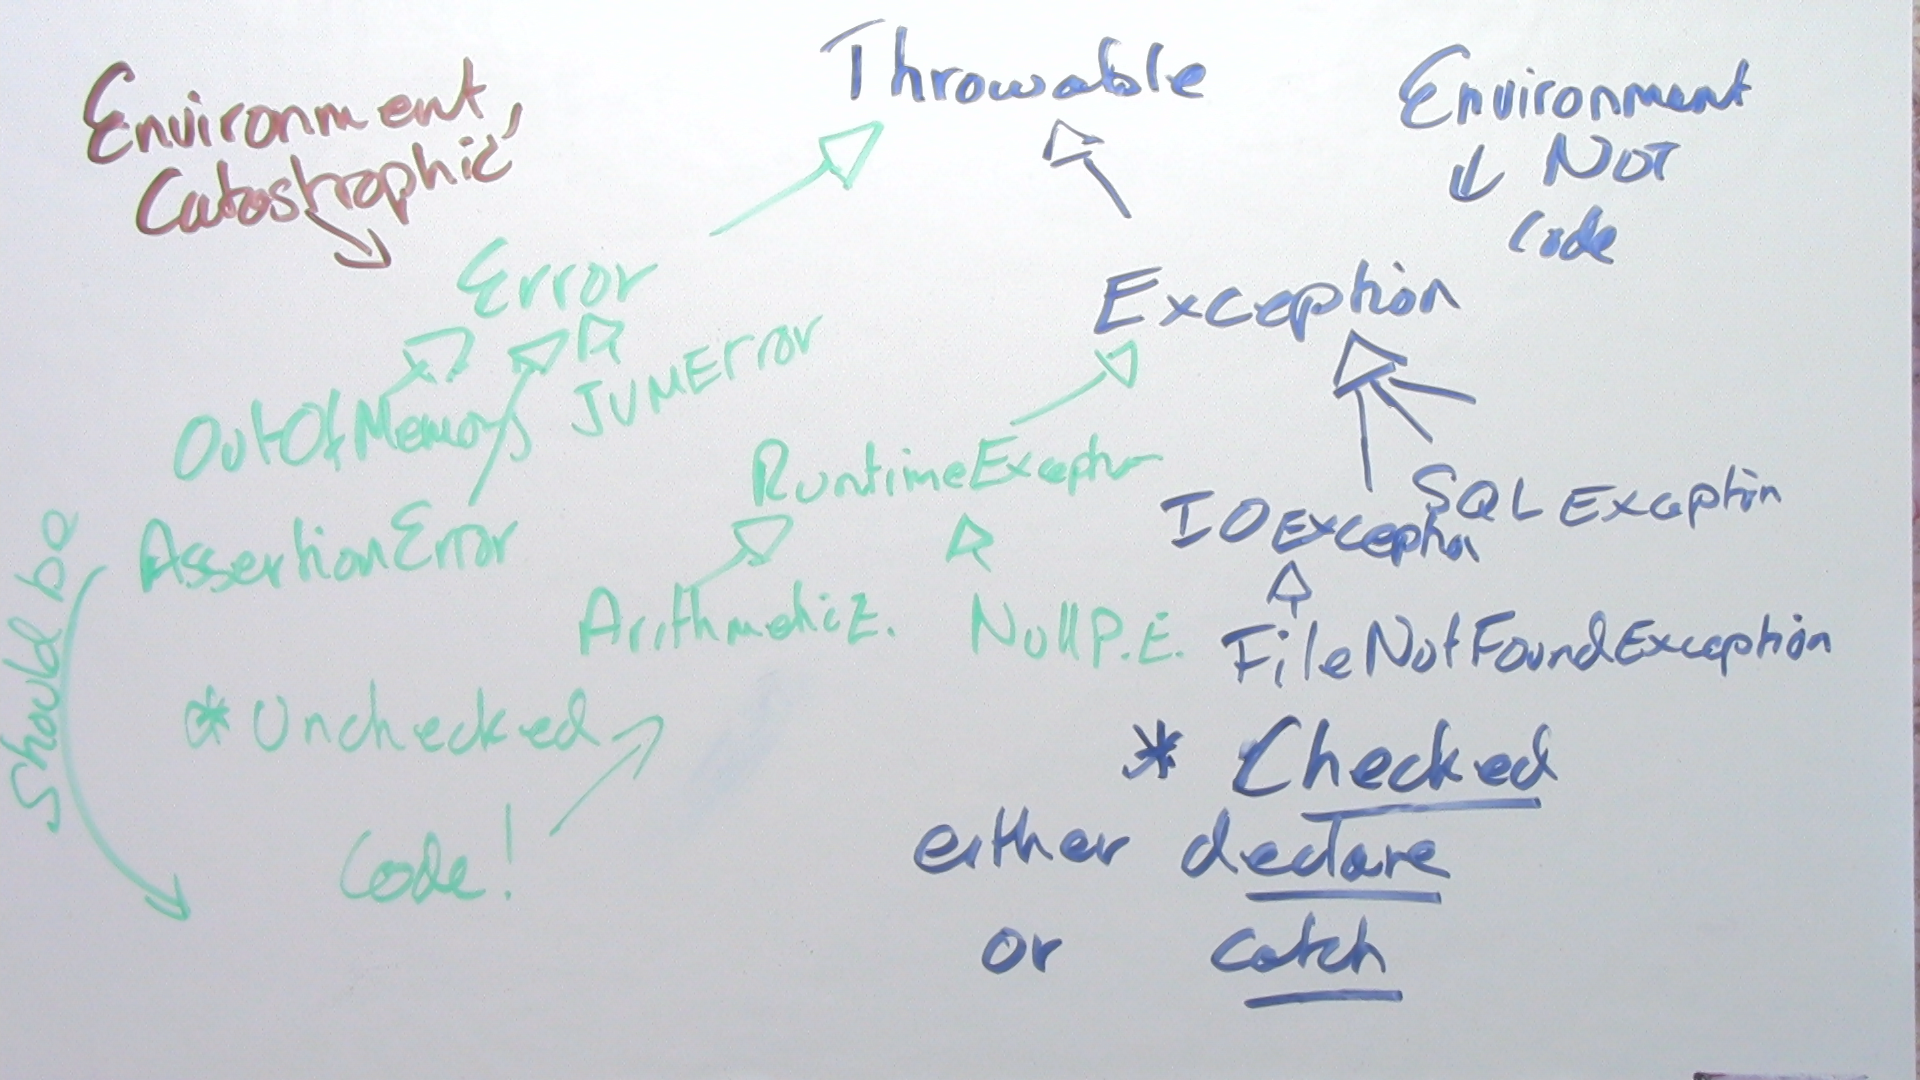 Throwable
Environment,
Catastrophic
Environment
NOT
Code
Error
Exception
OutOfMemory
JVMError
AssertionError
RuntimeException
IOException
SQLException
ArithmeticE.
NullP.E.
FileNotFoundException
should be
* Unchecked
Code!
* Checked
either declare
or catch